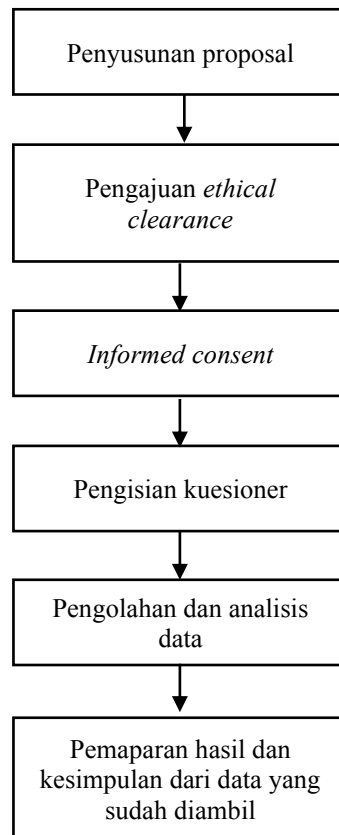 Penyusunan proposal
Pengajuan ethical
clearance
Informed consent
Pengisian kuesioner
Pengolahan dan analisis
data
Pemaparan hasil dan
kesimpulan dari data yang
sudah diambil